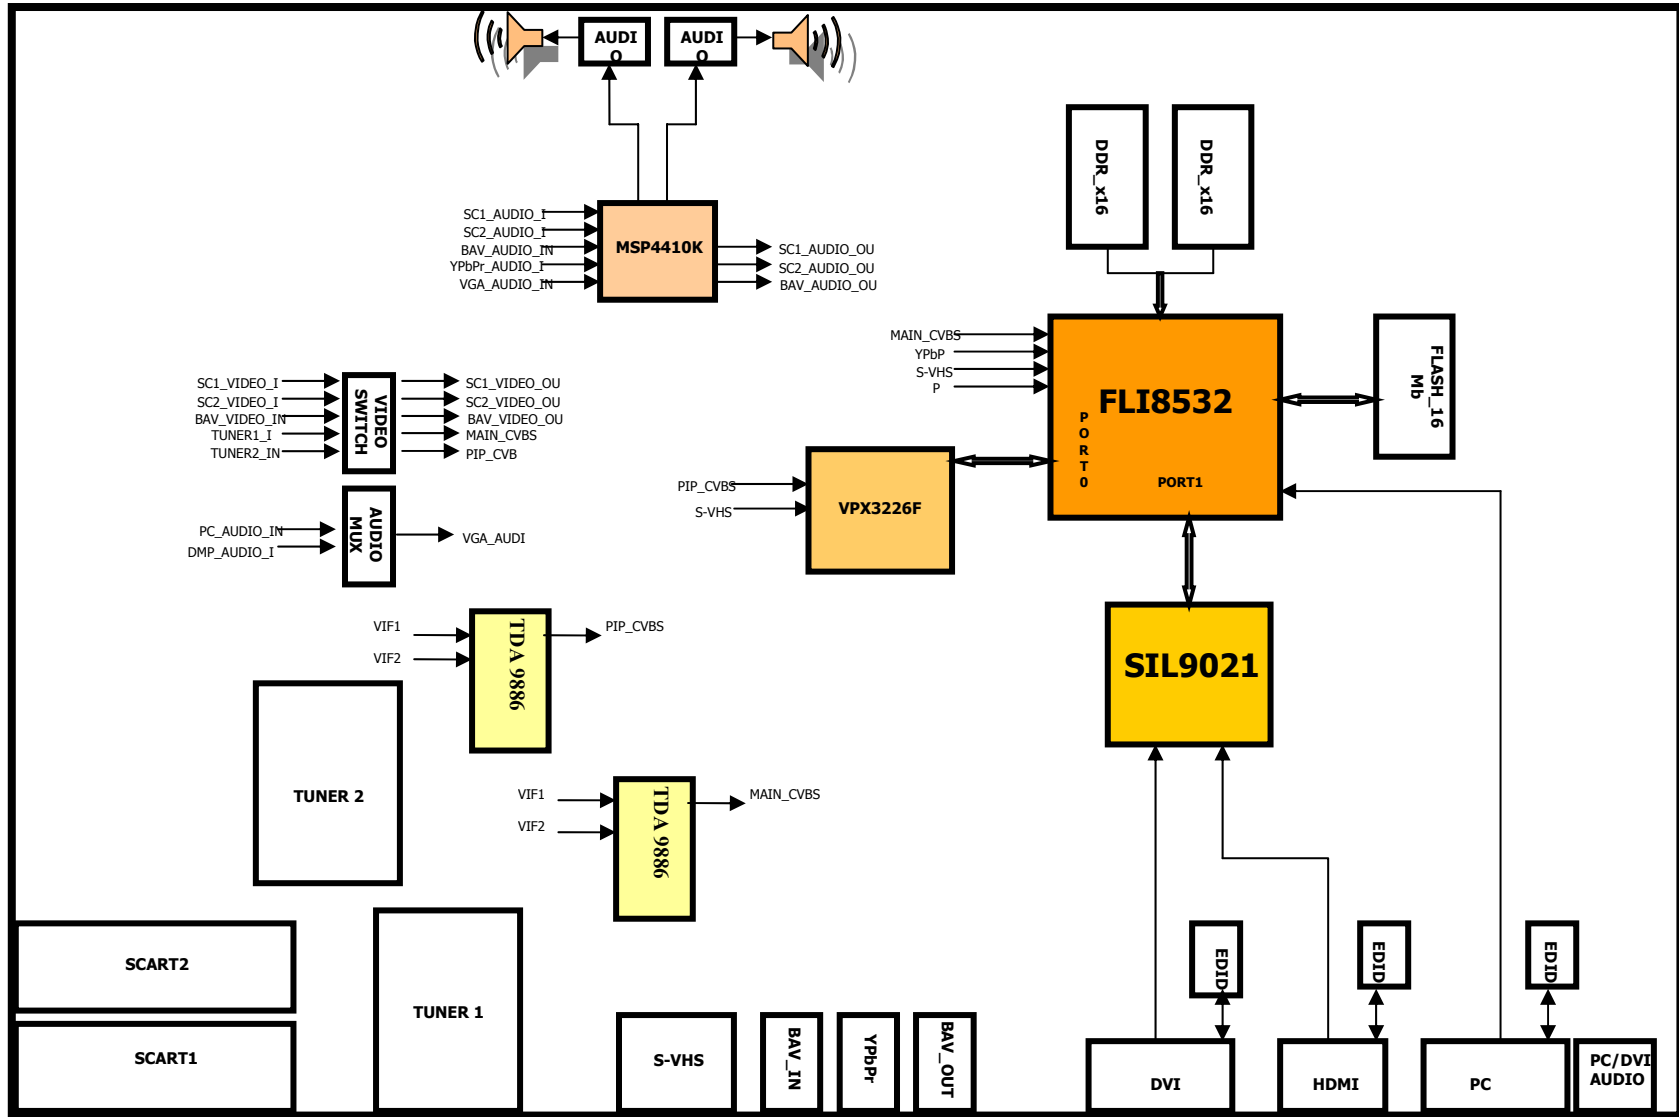 AUDI
O
AUDI
O
DDR_x16
DDR_x16
SC1_AUDIO_I
SC2_AUDIO_I
BAV_AUDIO_IN
YPbPr_AUDIO_I
VGA_AUDIO_IN
MSP4410K
SC1_AUDIO_OU
SC2_AUDIO_OU
BAV_AUDIO_OU
MAIN_CVBS
YPbP
S-VHS
P
FLI8532
PORT0
PORT1
FLASH_16
Mb
SC1_VIDEO_I
SC2_VIDEO_I
BAV_VIDEO_IN
TUNER1_I
TUNER2_IN
VIDEO
SWITCH
SC1_VIDEO_OU
SC2_VIDEO_OU
BAV_VIDEO_OU
MAIN_CVBS
PIP_CVB
PIP_CVBS
S-VHS
VPX3226F
PC_AUDIO_IN
DMP_AUDIO_I
AUDIO
MUX
VGA_AUDI
VIF1
VIF2
TDA 9886
PIP_CVBS
SIL9021
TUNER 2
VIF1
VIF2
TDA 9886
MAIN_CVBS
SCART2
SCART1
TUNER 1
S-VHS
BAV_IN
YPbPr
BAV_OUT
EDID
EDID
EDID
DVI
HDMI
PC
PC/DVI
AUDIO